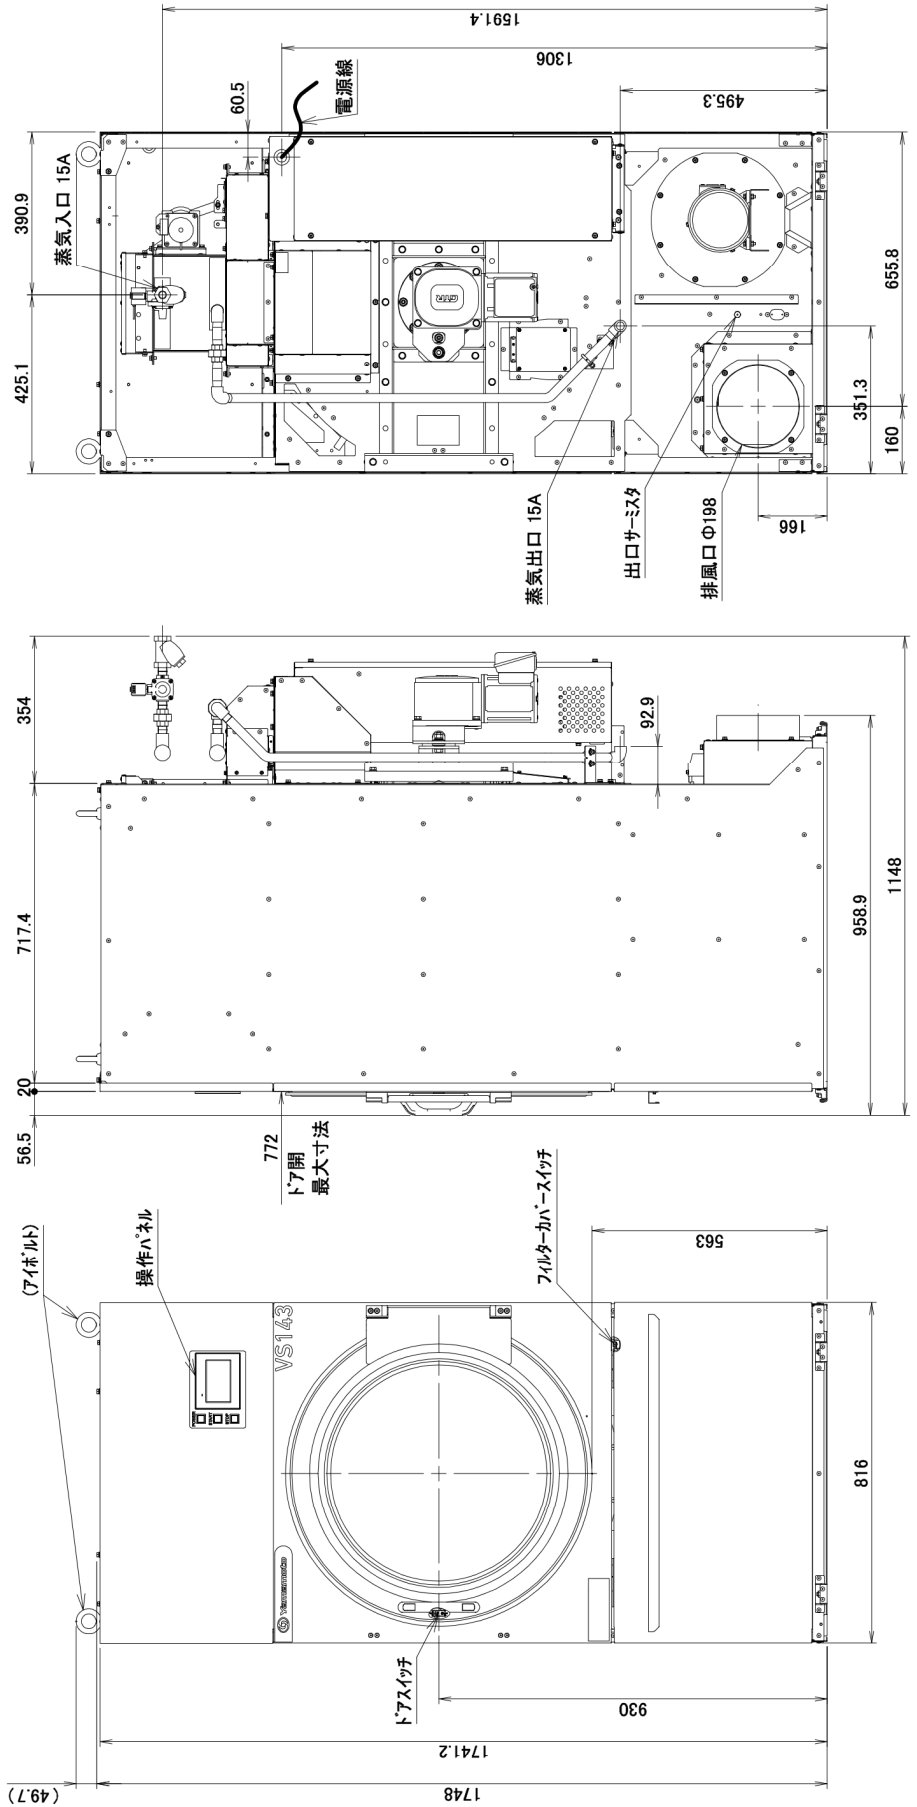 (49.7)
1748
1741.2
930
816
563
(アイボルト)
操作パネル
ドアスイッチ
フィルターカバースイッチ
POWER
START
STOP
VS143
Yamamoto
56.5
20
717.4
354
772
ドア開
最大寸法
92.9
958.9
1148
425.1
390.9
60.5
蒸気入口 15A
電源線
1591.4
1306
495.3
蒸気出口 15A
出口サーミスタ
排風口 Φ198
166
160
351.3
655.8